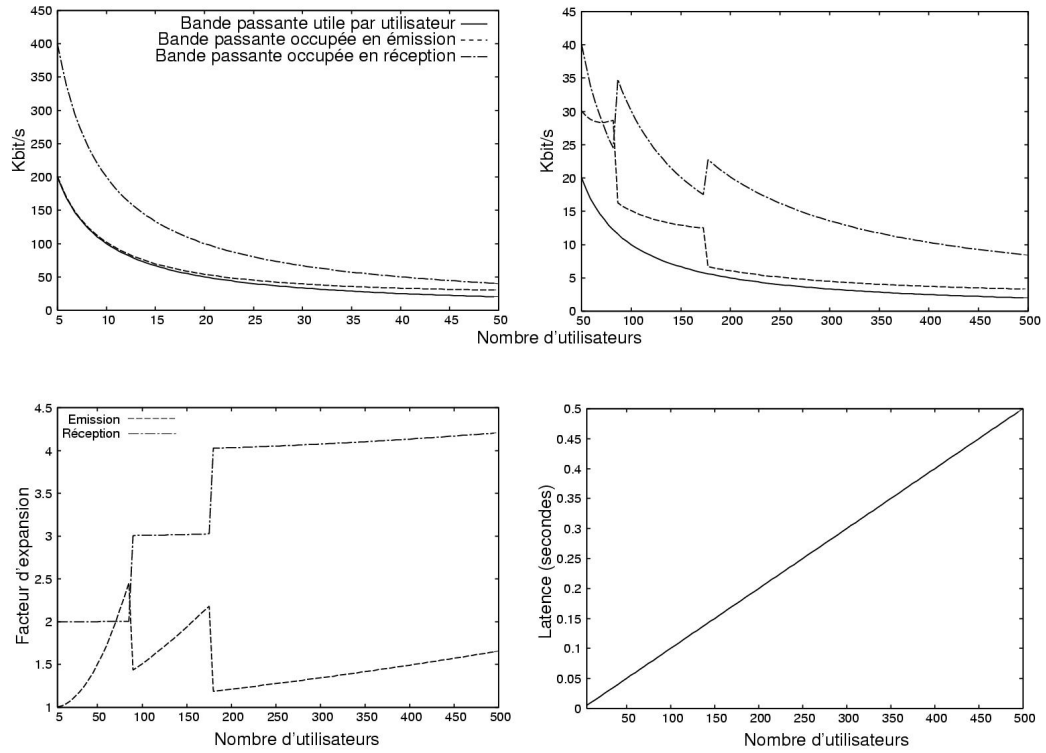 Bande passante utile par utilisateur
Bande passante occupée en émission
Bande passante occupée en réception
Kbit/s
450
400
350
300
250
200
150
100
50
0
5 10 15 20 25 30 35 40 45 50
Kbit/s
45
40
35
30
25
20
15
10
5
0
50 100 150 200 250 300 350 400 450 500
Nombre d'utilisateurs
Emission
Réception
Facteur d'expansion
4.5
4
3.5
3
2.5
2
1.5
1
5 50 100 150 200 250 300 350 400 450 500
Nombre d'utilisateurs
Latence (secondes)
0.5
0.45
0.4
0.35
0.3
0.25
0.2
0.15
0.1
0.05
0
50 100 150 200 250 300 350 400 450 500
Nombre d'utilisateurs